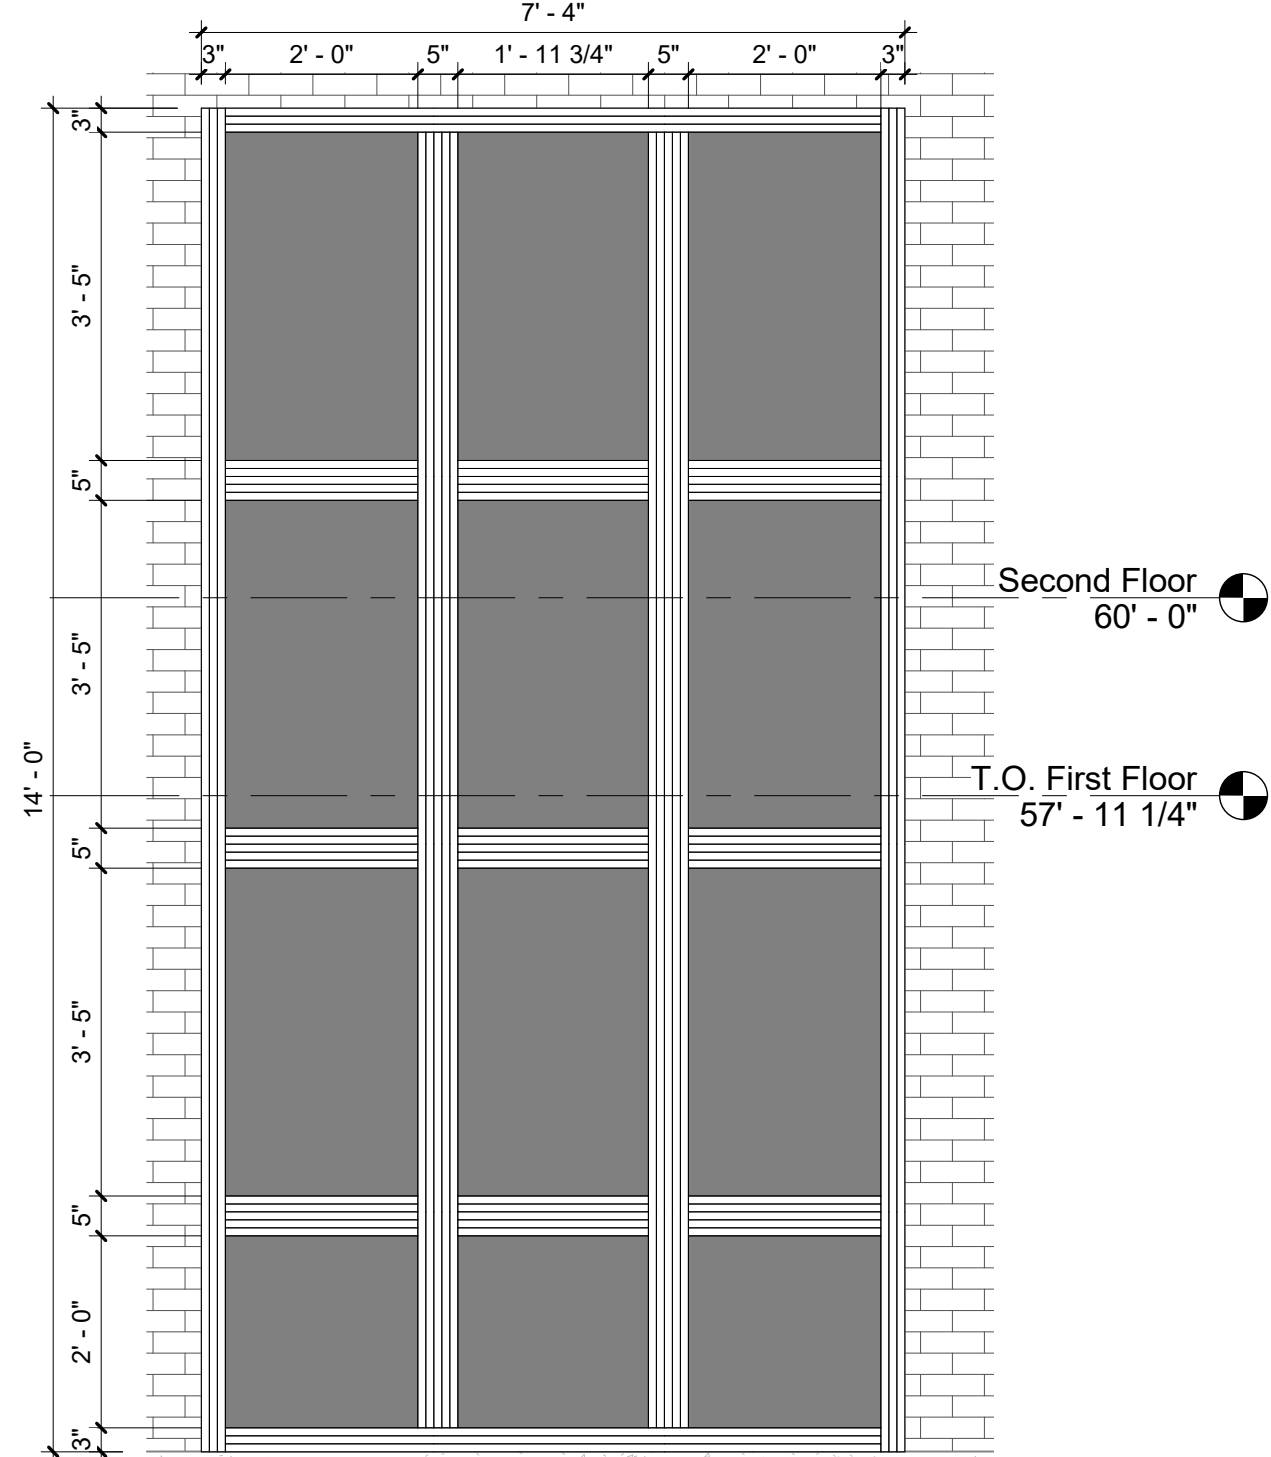 7' - 4"
3" 2' - 0" 5" 1' - 11 3/4" 5" 2' - 0" 3"
3"
3' - 5"
5"
Second Floor
60' - 0"
3' - 5"
14' - 0"
T.O. First Floor
57' - 11 1/4"
5"
3' - 5"
5"
2' - 0"
3"